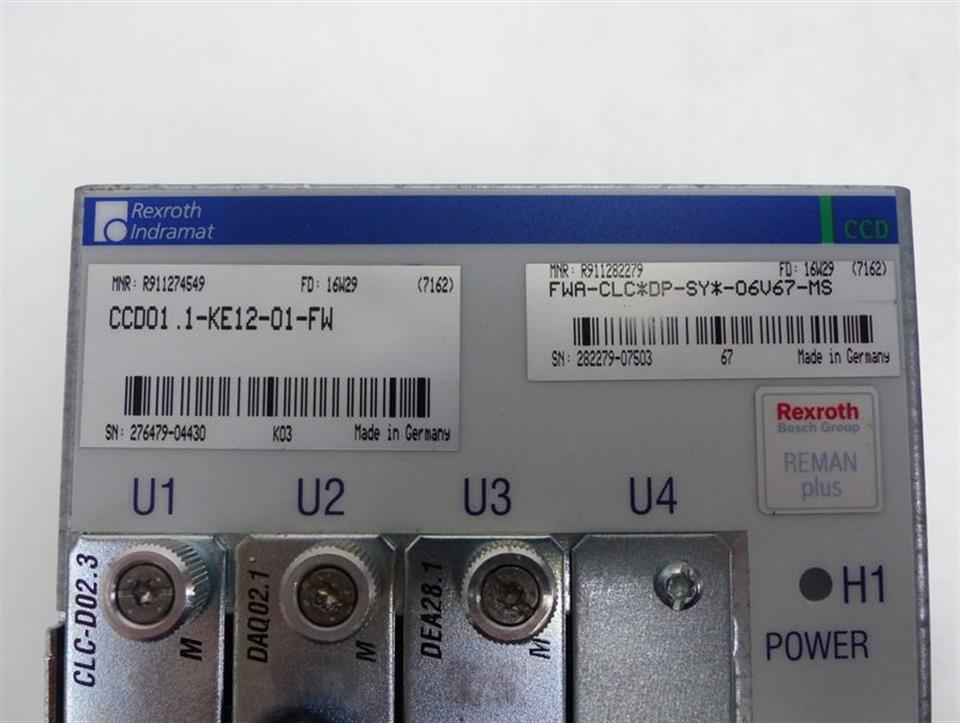 Rexroth
Indramat
CCD
MNR: R911274549 FD: 16W29 (7162)
CCD01.1-KE12-01-FW
SN: 276479-04430 K03 Made in Germany
MNR: R911282279 FD: 16W29 (7162)
FWA-CLC*DP-SY*-06V67-MS
SN: 282279-07503 67 Made in Germany
Rexroth
Bosch Group
REMAN
plus
U1 U2 U3 U4
CLC-D02.3 M
DAQ02.1 M
DEA28.1 M
H1
POWER